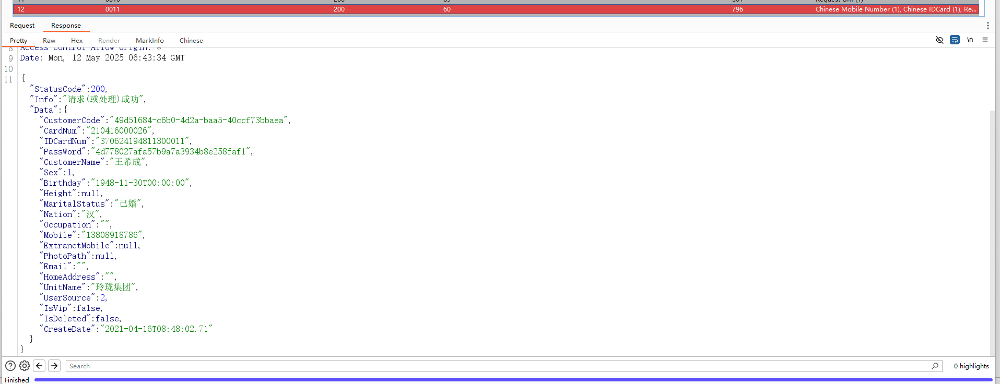 12 0011 200 60 796 Chinese Mobile Number (1), Chinese IDCard (1), Re...
Request Response
Pretty Raw Hex Render MarkInfo Chinese \n
8
9 Date: Mon, 12 May 2025 06:43:34 GMT
10
11 {
"StatusCode":200,
"Info":"请求(或处理)成功",
"Data":{
"CustomerCode":"49d51684-c6b0-4d2a-baa5-40ccf73bbaea",
"CardNum":"210416000026",
"IDCardNum":"370624194811300011",
"PassWord":"4d778027afa57b9a7a3934b8e258faf1",
"CustomerName":"王希成",
"Sex":1,
"Birthday":"1948-11-30T00:00:00",
"Height":null,
"MaritalStatus":"已婚",
"Nation":"汉",
"Occupation":"",
"Mobile":"13808918786",
"ExtranetMobile":null,
"PhotoPath":null,
"Email":"",
"HomeAddress":"",
"UnitName":"玲珑集团",
"UserSource":2,
"IsVip":false,
"IsDeleted":false,
"CreateDate":"2021-04-16T08:48:02.71"
}
}
Search 0 highlights
Finished